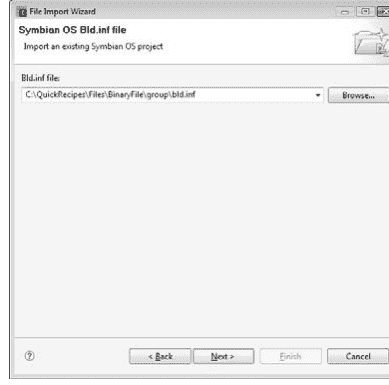 File Import Wizard
Symbian OS Bld.inf file
Import an existing Symbian OS project
Bld.inf file:
C:\QuickRecipes\Files\BinaryFile\group\bld.inf
Browse...
?
< Back
Next >
Finish
Cancel